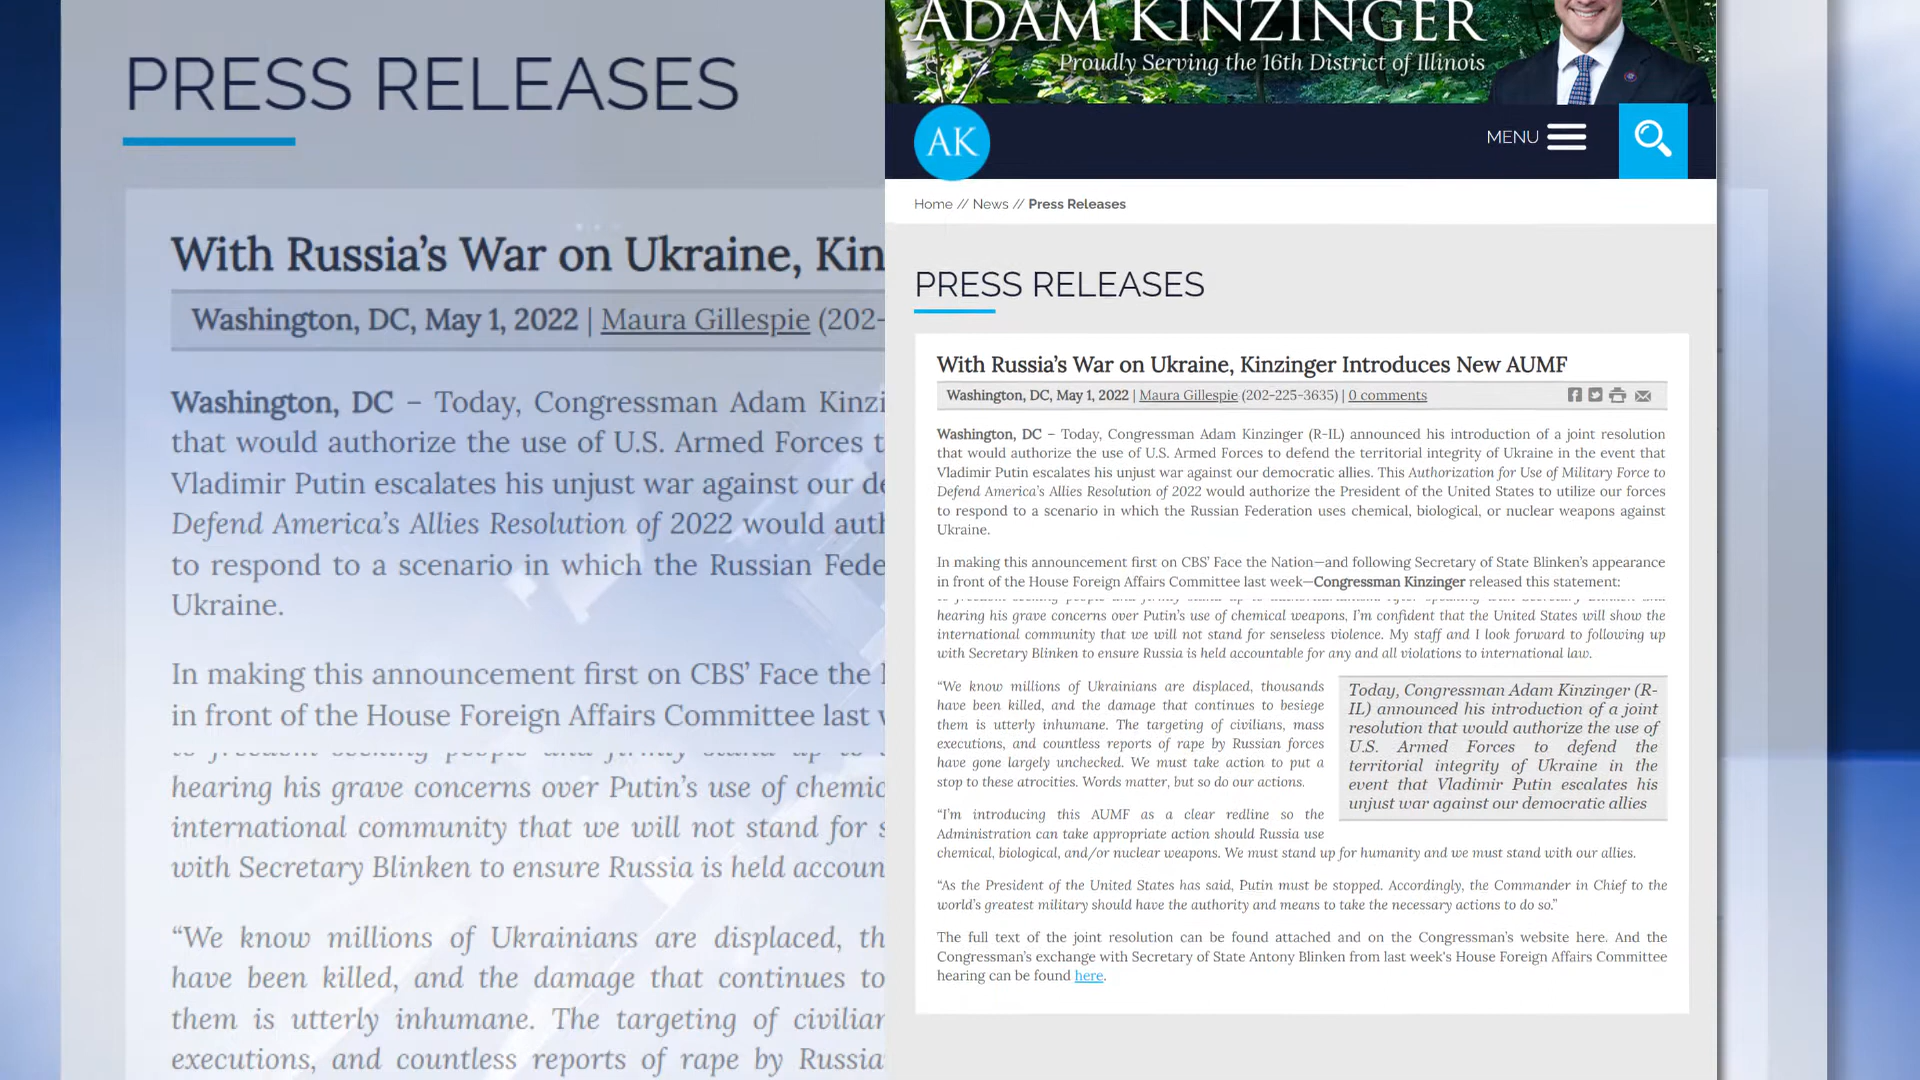 PRESS RELEASES
With Russia's War on Ukraine, Kin
Washington, DC, May 1, 2022 | Maura Gillespie (202-
Washington, DC – Today, Congressman Adam Kinzi
that would authorize the use of U.S. Armed Forces t
Vladimir Putin escalates his unjust war against our de
Defend America's Allies Resolution of 2022 would auth
to respond to a scenario in which the Russian Fede
Ukraine.
In making this announcement first on CBS' Face the
in front of the House Foreign Affairs Committee last
to freedom seeking people and firmly stand up to
hearing his grave concerns over Putin's use of chemic
international community that we will not stand for s
with Secretary Blinken to ensure Russia is held accoun
“We know millions of Ukrainians are displaced, th
have been killed, and the damage that continues to
them is utterly inhumane. The targeting of civilian
executions, and countless reports of rape by Russia
ADAM KINZINGER
Proudly Serving the 16th District of Illinois
AK
MENU
Home // News // Press Releases
PRESS RELEASES
With Russia's War on Ukraine, Kinzinger Introduces New AUMF
Washington, DC, May 1, 2022 | Maura Gillespie (202-225-3635) | 0 comments
Washington, DC – Today, Congressman Adam Kinzinger (R-IL) announced his introduction of a joint resolution
that would authorize the use of U.S. Armed Forces to defend the territorial integrity of Ukraine in the event that
Vladimir Putin escalates his unjust war against our democratic allies. This Authorization for Use of Military Force to
Defend America's Allies Resolution of 2022 would authorize the President of the United States to utilize our forces
to respond to a scenario in which the Russian Federation uses chemical, biological, or nuclear weapons against
Ukraine.
In making this announcement first on CBS' Face the Nation—and following Secretary of State Blinken's appearance
in front of the House Foreign Affairs Committee last week—Congressman Kinzinger released this statement:
to freedom seeking people and firmly stand up to authoritarianism. After speaking with Secretary Blinken and
hearing his grave concerns over Putin's use of chemical weapons, I'm confident that the United States will show the
international community that we will not stand for senseless violence. My staff and I look forward to following up
with Secretary Blinken to ensure Russia is held accountable for any and all violations to international law.
“We know millions of Ukrainians are displaced, thousands
have been killed, and the damage that continues to besiege
them is utterly inhumane. The targeting of civilians, mass
executions, and countless reports of rape by Russian forces
have gone largely unchecked. We must take action to put a
stop to these atrocities. Words matter, but so do our actions.
Today, Congressman Adam Kinzinger (R-
IL) announced his introduction of a joint
resolution that would authorize the use of
U.S. Armed Forces to defend the
territorial integrity of Ukraine in the
event that Vladimir Putin escalates his
unjust war against our democratic allies
“I'm introducing this AUMF as a clear redline so the
Administration can take appropriate action should Russia use
chemical, biological, and/or nuclear weapons. We must stand up for humanity and we must stand with our allies.
“As the President of the United States has said, Putin must be stopped. Accordingly, the Commander in Chief to the
world's greatest military should have the authority and means to take the necessary actions to do so.”
The full text of the joint resolution can be found attached and on the Congressman's website here. And the
Congressman's exchange with Secretary of State Antony Blinken from last week's House Foreign Affairs Committee
hearing can be found here.